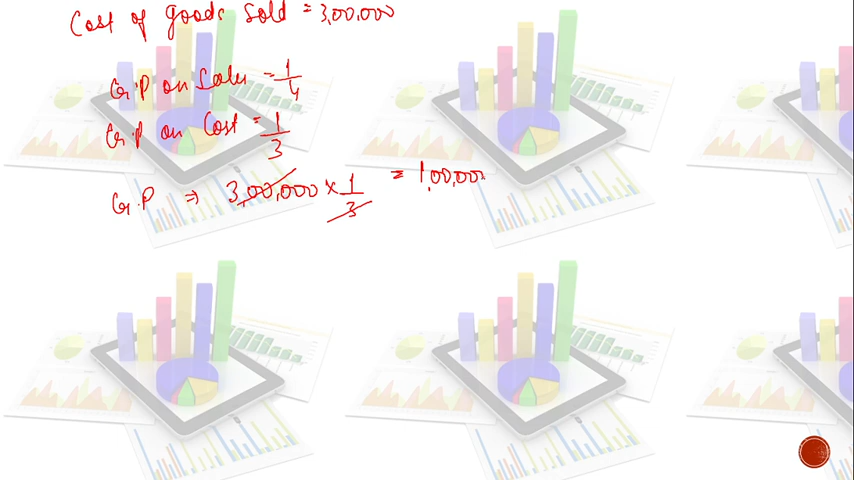 Cost of goods sold = 3,00,000
G.P on Sales = 1/4
G.P on Cost = 1/3
G.P ⇒ 3,00,000 × 1/3 = 1,00,000